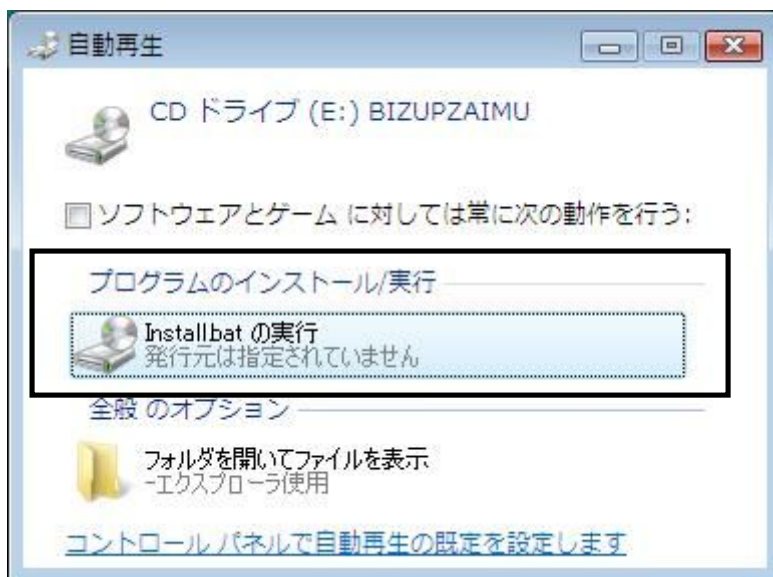 自動再生
CD ドライブ (E:) BIZUPZAIMU
ソフトウェアとゲーム に対しては常に次の動作を行う:
プログラムのインストール/実行
Install.bat の実行
発行元は指定されていません
全般 のオプション
フォルダを開いてファイルを表示
-エクスプローラ使用
コントロール パネルで自動再生の既定を設定します